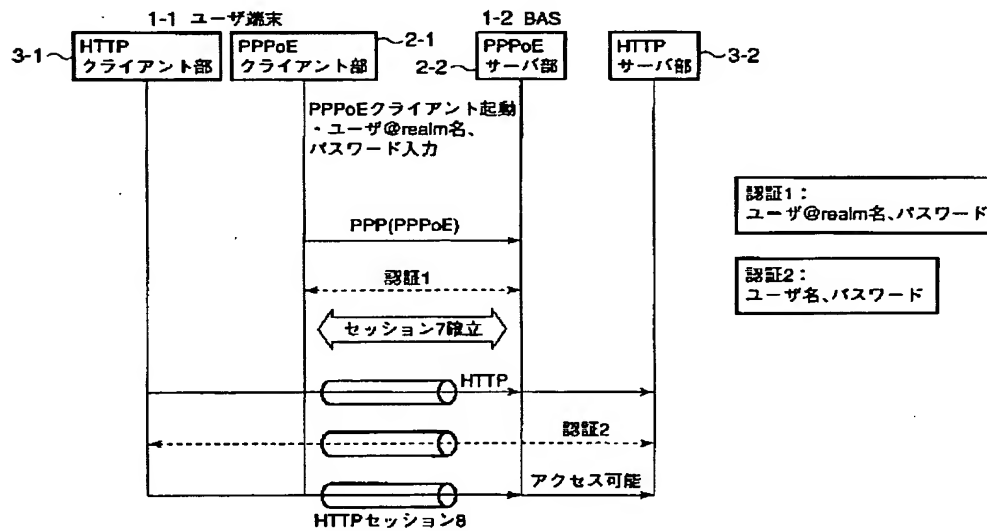 1-1 ユーザ端末
1-2 BAS
3-1
HTTP
クライアント部
PPPoE
クライアント部
2-1
2-2
PPPoE
サーバ部
HTTP
サーバ部
3-2
PPPoEクライアント起動
・ユーザ@realm名、
パスワード入力
PPP(PPPoE)
認証1
セッション7確立
HTTP
認証2
アクセス可能
HTTPセッション8
認証1：
ユーザ@realm名、パスワード
認証2：
ユーザ名、パスワード